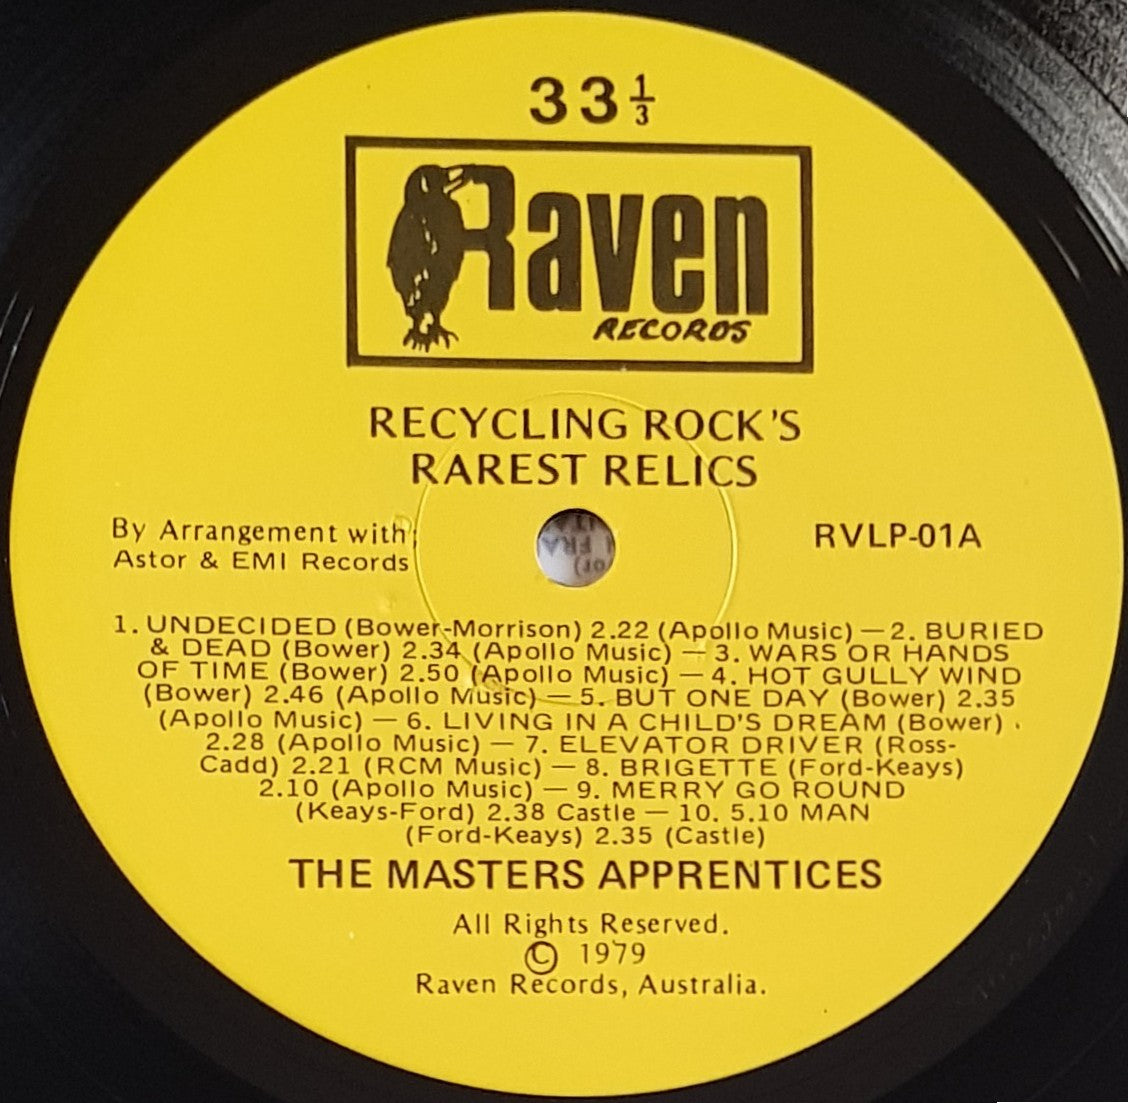 33 1/3
Raven
RECORDS
RECYCLING ROCK'S
RAREST RELICS
By Arrangement with
Astor & EMI Records
RVLP-01A
1. UNDECIDED (Bower-Morrison) 2.22 (Apollo Music) — 2. BURIED
& DEAD (Bower) 2.34 (Apollo Music) — 3. WARS OR HANDS
OF TIME (Bower) 2.50 (Apollo Music) — 4. HOT GULLY WIND
(Bower) 2.46 (Apollo Music) — 5. BUT ONE DAY (Bower) 2.35
(Apollo Music) — 6. LIVING IN A CHILD'S DREAM (Bower) .
2.28 (Apollo Music) — 7. ELEVATOR DRIVER (Ross-
Cadd) 2.21 (RCM Music) — 8. BRIGETTE (Ford-Keays)
2.10 (Apollo Music) — 9. MERRY GO ROUND
(Keays-Ford) 2.38 Castle — 10. 5.10 MAN
(Ford-Keays) 2.35 (Castle)
THE MASTERS APPRENTICES
All Rights Reserved.
© 1979
Raven Records, Australia.